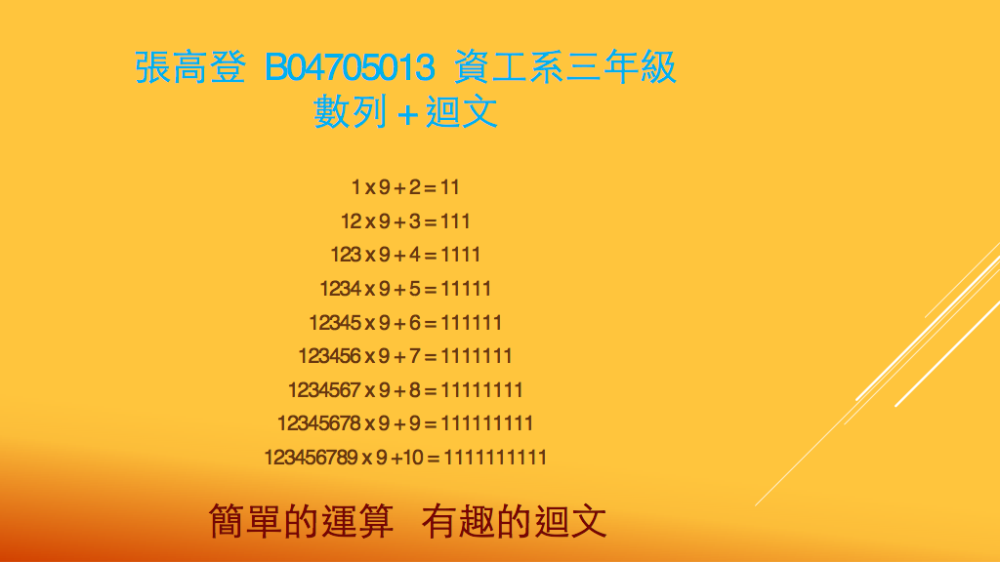 張高登 B04705013 資工系三年級
數列 + 迴文
1 x 9 + 2 = 11
12 x 9 + 3 = 111
123 x 9 + 4 = 1111
1234 x 9 + 5 = 11111
12345 x 9 + 6 = 111111
123456 x 9 + 7 = 1111111
1234567 x 9 + 8 = 11111111
12345678 x 9 + 9 = 111111111
123456789 x 9 +10 = 1111111111
簡單的運算 有趣的迴文